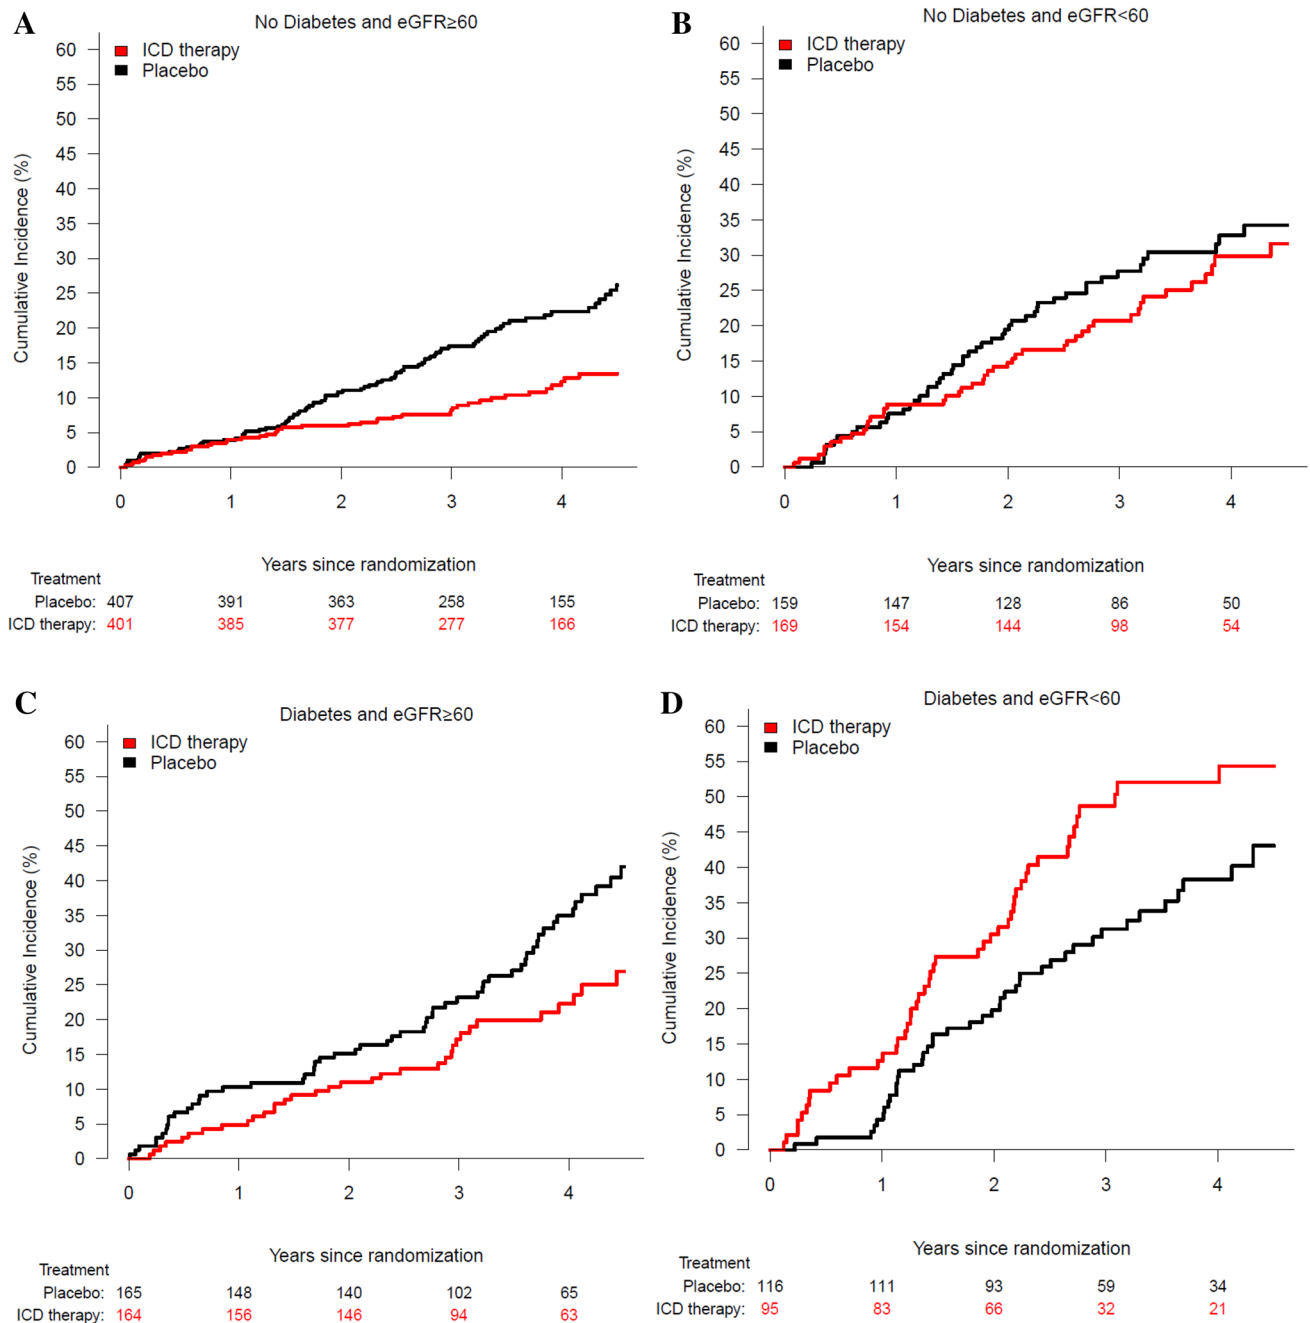 A
No Diabetes and eGFR≥60
ICD therapy
Placebo
Cumulative Incidence (%)
60
55
50
45
40
35
30
25
20
15
10
5
0
0 1 2 3 4
Years since randomization
Treatment
Placebo: 407 391 363 258 155
ICD therapy: 401 385 377 277 166
B
No Diabetes and eGFR<60
ICD therapy
Placebo
Cumulative Incidence (%)
60
55
50
45
40
35
30
25
20
15
10
5
0
0 1 2 3 4
Years since randomization
Treatment
Placebo: 159 147 128 86 50
ICD therapy: 169 154 144 98 54
C
Diabetes and eGFR≥60
ICD therapy
Placebo
Cumulative Incidence (%)
60
55
50
45
40
35
30
25
20
15
10
5
0
0 1 2 3 4
Years since randomization
Treatment
Placebo: 165 148 140 102 65
ICD therapy: 164 156 146 94 63
D
Diabetes and eGFR<60
ICD therapy
Placebo
Cumulative Incidence (%)
60
55
50
45
40
35
30
25
20
15
10
5
0
0 1 2 3 4
Years since randomization
Treatment
Placebo: 116 111 93 59 34
ICD therapy: 95 83 66 32 21